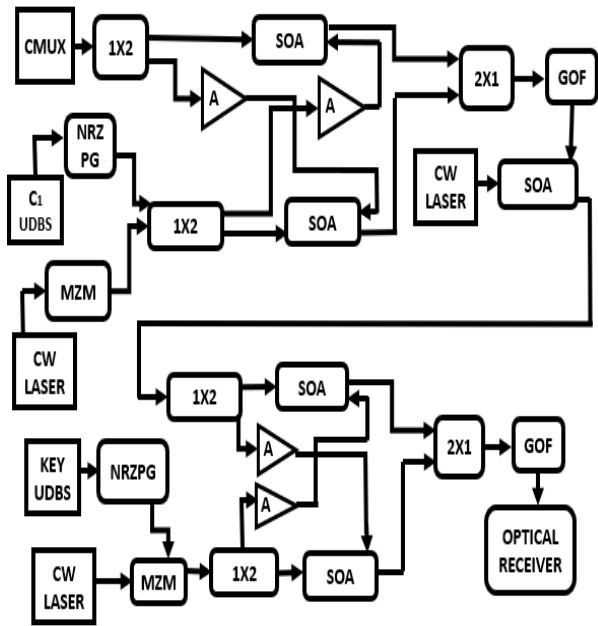 CMUX
1X2
SOA
2X1
GOF
A
A
NRZ
PG
C1
UDBS
CW
LASER
SOA
1X2
SOA
MZM
CW
LASER
1X2
SOA
2X1
GOF
A
KEY
UDBS
NRZPG
A
OPTICAL
RECEIVER
CW
LASER
MZM
1X2
SOA